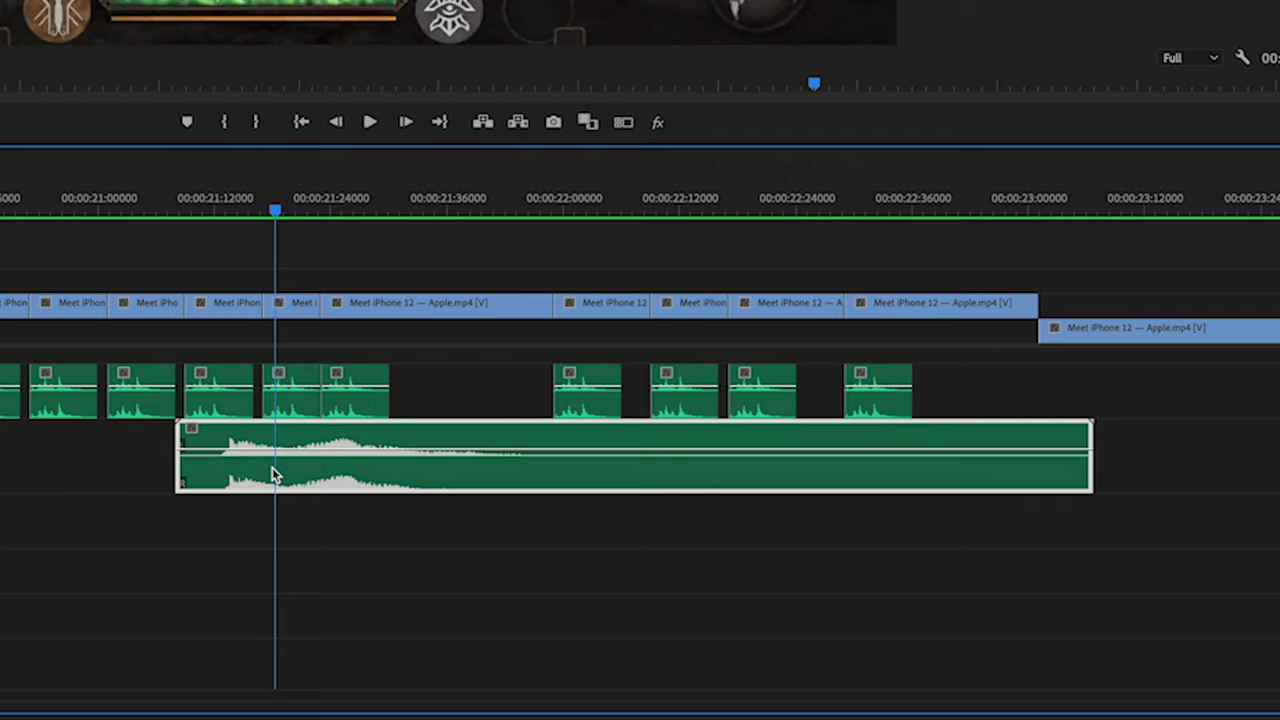 Full
00:
5000 00:00:21:00000 00:00:21:12000 00:00:21:24000 00:00:21:36000 00:00:22:00000 00:00:22:12000 00:00:22:24000 00:00:22:36000 00:00:23:00000 00:00:23:12000 00:00:23:24
t iPhon Meet iPhon Meet iPho Meet iPhon Meet i Meet iPhone 12 — Apple.mp4 [V] Meet iPhone 12 Meet iPhon Meet iPhone 12 — A Meet iPhone 12 — Apple.mp4 [V]
Meet iPhone 12 — Apple.mp4 [V]
R